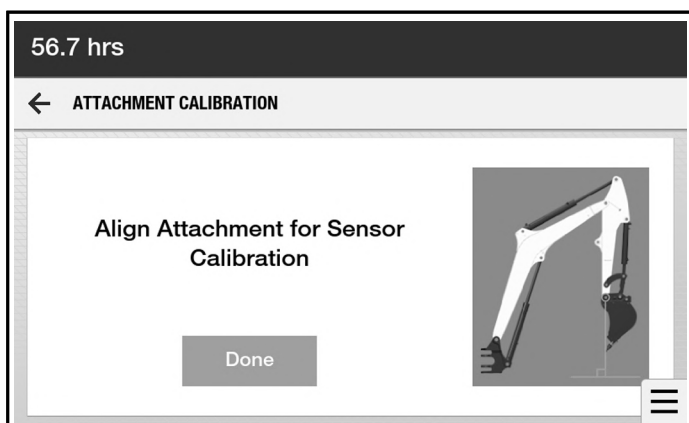 56.7 hrs
ATTACHMENT CALIBRATION
Align Attachment for Sensor
Calibration
Done